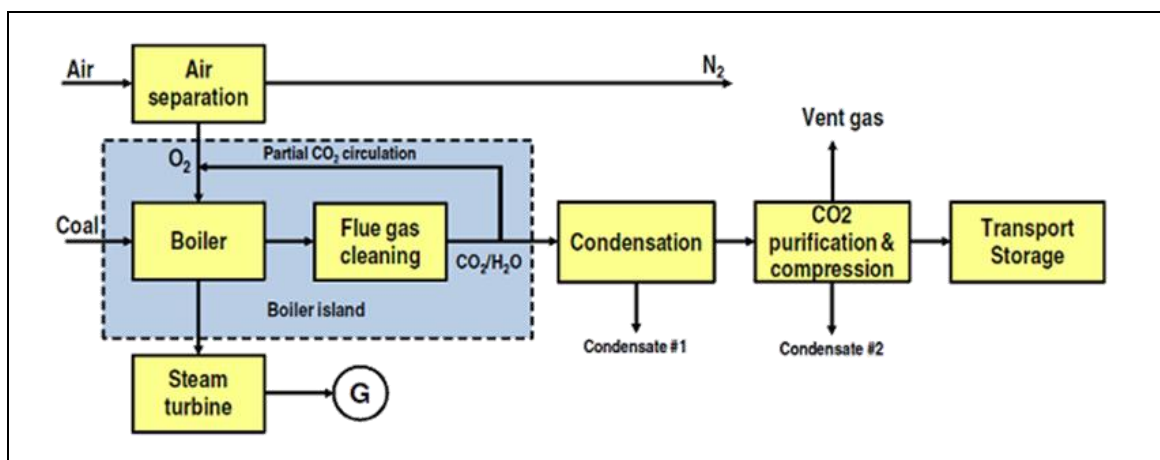 Air
Air
separation
N₂
Vent gas
O₂
Partial CO₂ circulation
Coal
Boiler
Flue gas
cleaning
CO₂/H₂O
Condensation
CO2
purification &
compression
Transport
Storage
Boiler island
Condensate #1
Condensate #2
Steam
turbine
G